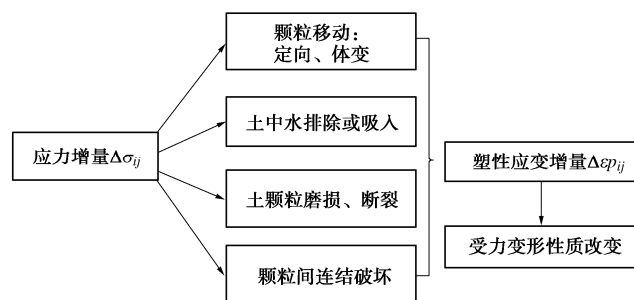 应力增量Δσij
颗粒移动：
定向、体变
土中水排除或吸入
土颗粒磨损、断裂
颗粒间连结破坏
塑性应变增量Δεpij
受力变形性质改变